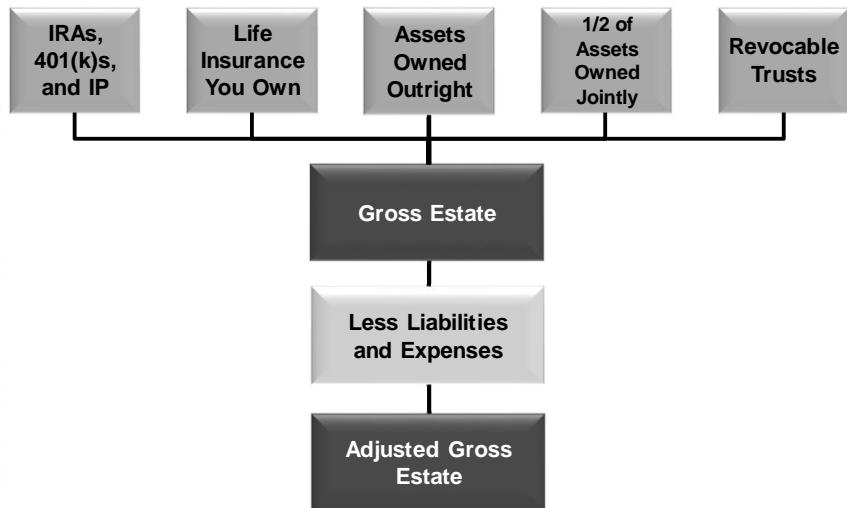 IRAs,
401(k)s,
and IP
Life
Insurance
You Own
Assets
Owned
Outright
1/2 of
Assets
Owned
Jointly
Revocable
Trusts
Gross Estate
Less Liabilities
and Expenses
Adjusted Gross
Estate